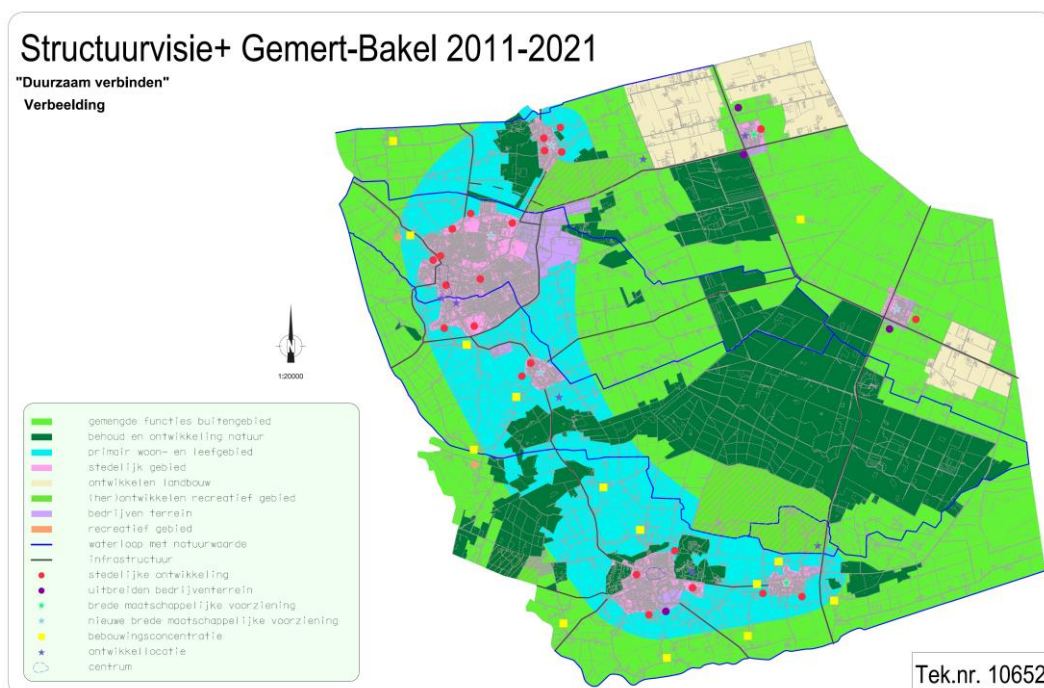 Structuurvisie+ Gemert-Bakel 2011-2021
"Duurzaam verbinden"
Verbeelding
N
1:20000
gemengde functies buitengebied
behoud en ontwikkeling natuur
primair woon- en leefgebied
stedelijk gebied
ontwikkelen landbouw
(her)ontwikkelen recreatief gebied
bedrijven terrein
recreatief gebied
waterloop met natuurwaarde
infrastructuur
stedelijke ontwikkeling
uitbreiden bedrijventerrein
brede maatschappelijke voorziening
nieuwe brede maatschappelijke voorziening
bebouwingsconcentratie
ontwikkellocatie
centrum
Tek.nr. 10652